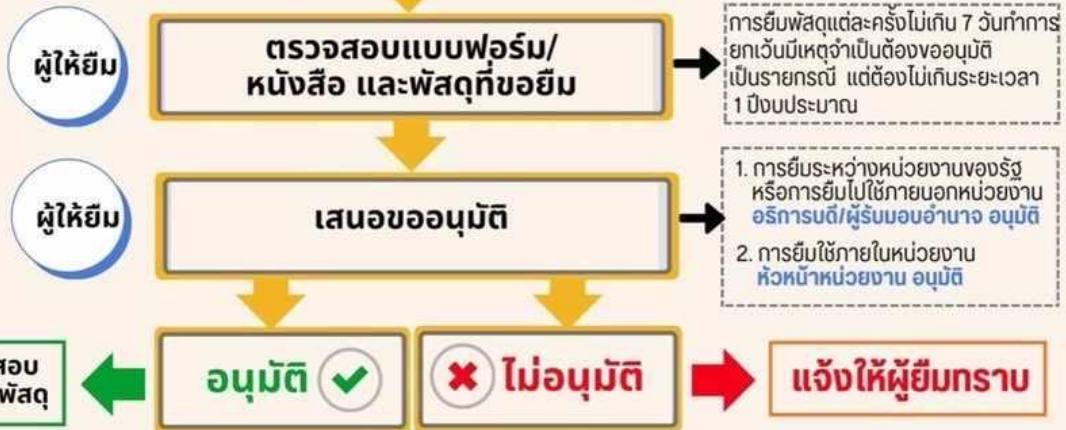 ผู้ให้ยืม
ตรวจสอบแบบฟอร์ม/
หนังสือ และพัสดุที่ขอยืม
การยืมพัสดุแต่ละครั้งไม่เกิน 7 วันทำการ
ยกเว้นมีเหตุจำเป็นต้องขออนุมัติ
เป็นรายกรณี แต่ต้องไม่เกินระยะเวลา
1 ปีงบประมาณ
ผู้ให้ยืม
เสนอขออนุมัติ
1. การยืมระหว่างหน่วยงานของรัฐ
หรือการยืมไปใช้ภายนอกหน่วยงาน
อธิการบดี/ผู้รับมอบอำนาจ อนุมัติ
2. การยืมใช้ภายในหน่วยงาน
หัวหน้าหน่วยงาน อนุมัติ
สอบ
พัสดุ
อนุมัติ
ไม่อนุมัติ
แจ้งให้ผู้ยืมทราบ